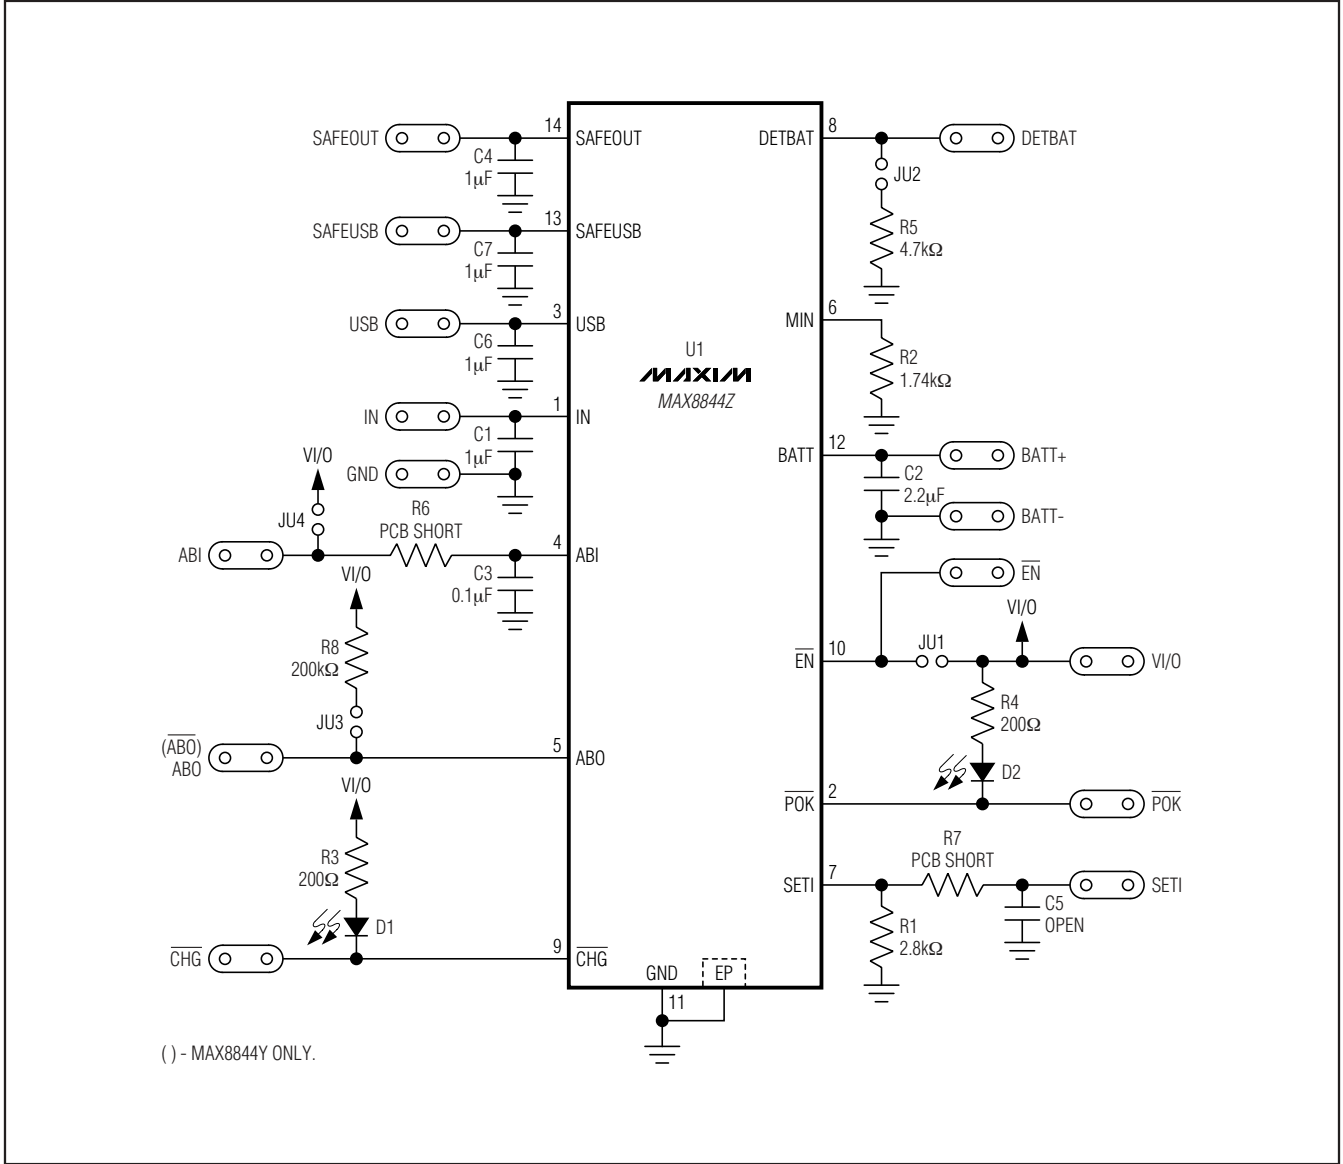 SAFEOUT
14
SAFEOUT
C4
1µF
SAFEUSB
13
SAFEUSB
C7
1µF
USB
3
USB
C6
1µF
IN
1
IN
C1
1µF
GND
VI/O
JU4
R6
PCB SHORT
ABI
4
ABI
C3
0.1µF
VI/O
R8
200kΩ
JU3
(ABO)
ABO
5
ABO
VI/O
R3
200Ω
D1
CHG
9
CHG
U1
MAXIM
MAX8844Z
GND
EP
11
DETBAT
8
DETBAT
JU2
R5
4.7kΩ
MIN
6
R2
1.74kΩ
BATT
12
BATT+
C2
2.2µF
BATT-
EN
VI/O
EN
10
JU1
VI/O
R4
200Ω
D2
POK
2
POK
R7
PCB SHORT
SETI
7
SETI
C5
OPEN
R1
2.8kΩ
( ) - MAX8844Y ONLY.